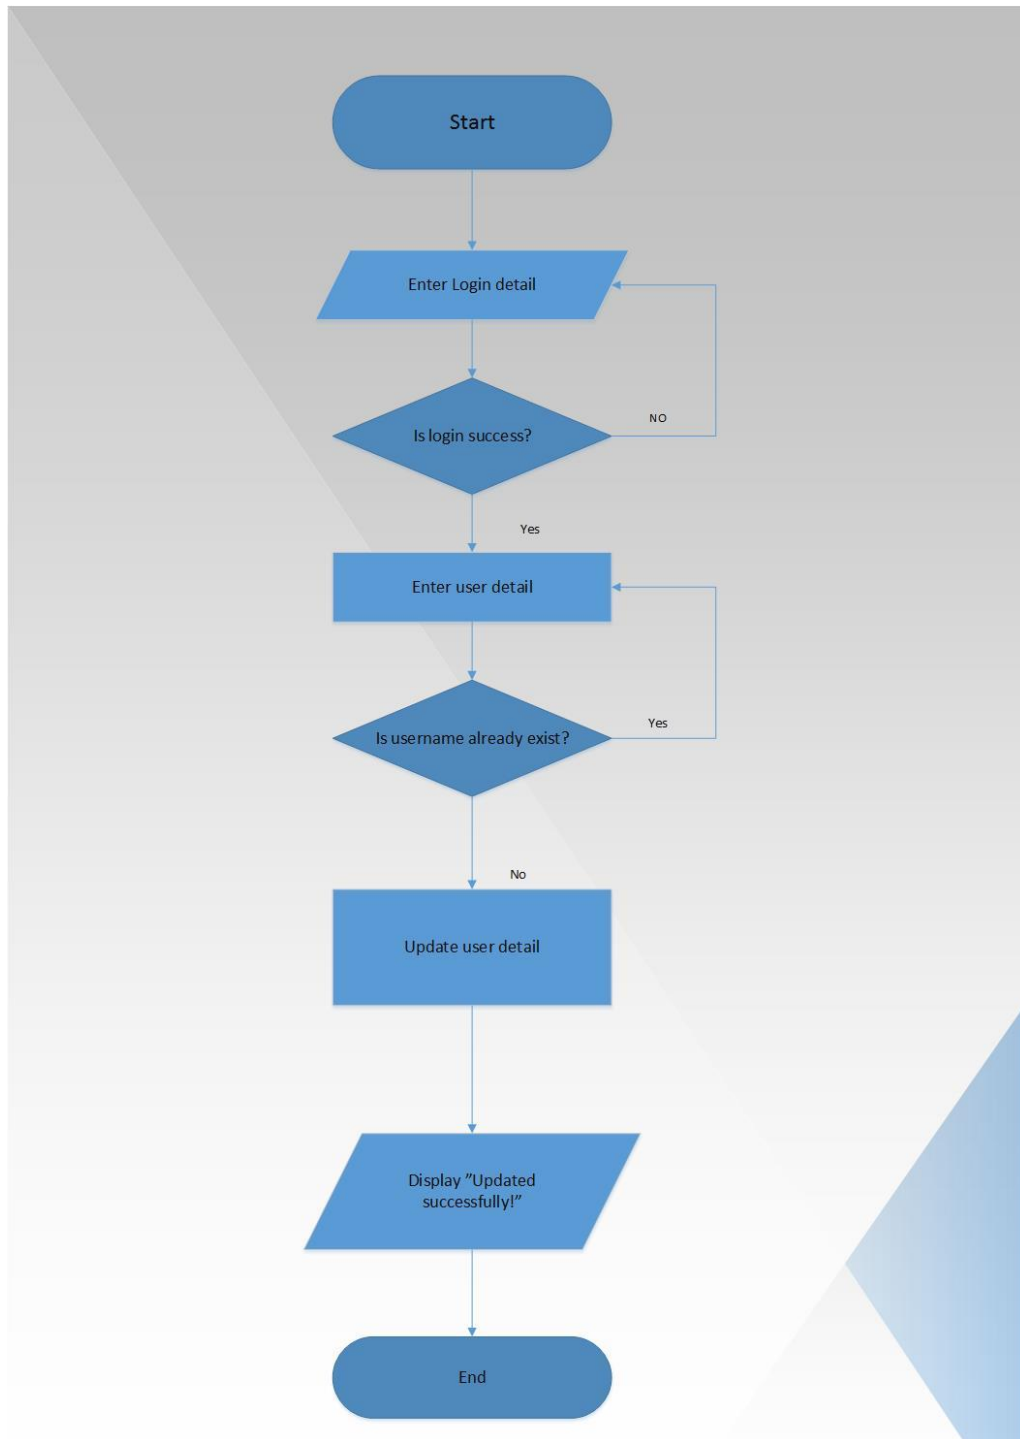 Start
Enter Login detail
Is login success?
NO
Yes
Enter user detail
Is username already exist?
Yes
No
Update user detail
Display ”Updated
successfully!”
End